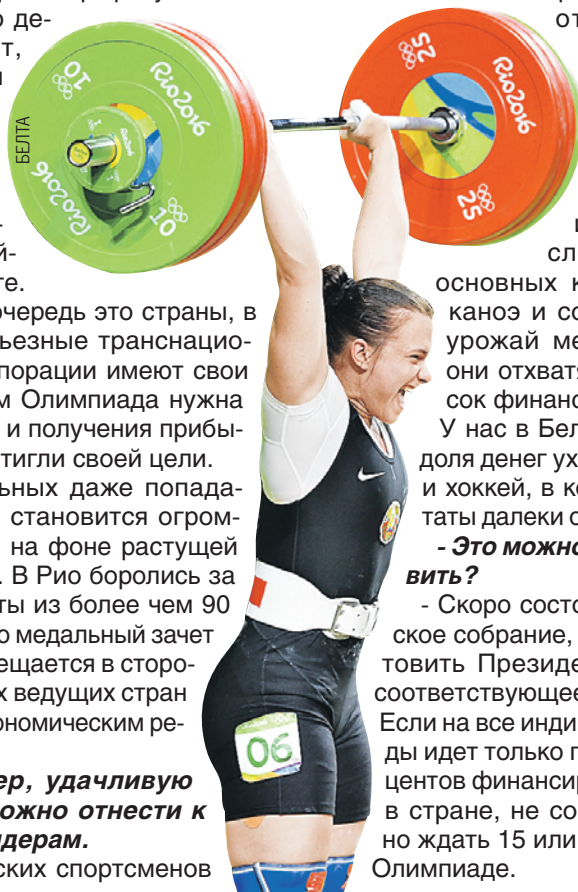 о де-
т,
БЕЛТА
й-
очередь это страны, в
ьезные транснацио-
порации имеют свои
м Олимпиада нужна
и получения прибы-
тигли своей цели.
ьных даже попада-
становится огром-
на фоне растущей
. В Рио боролись за
ты из более чем 90
о медальный зачет
ещается в сторо-
х ведущих стран
ономическим ре-
ер, удачливую
ожно отнести к
идерам.
ских спортсменов
10
Rio2016
Rio2016
10
25
Rio2016
25
06
от
сл
основных к
каноэ и со
урожай ме
они отхватя
сок финанс
У нас в Бел
доля денег ух
и хоккей, в ко
таты далеки о
- Это можно
вить?
- Скоро состо
ское собрание,
товить Президе
соответствующее
Если на все инди
ды идет только п
центов финансир
в стране, не со
но ждать 15 или
Олимпиаде.